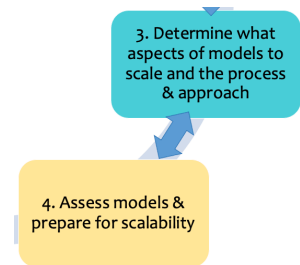 3. Determine what
aspects of models to
scale and the process
& approach
4. Assess models &
prepare for scalability